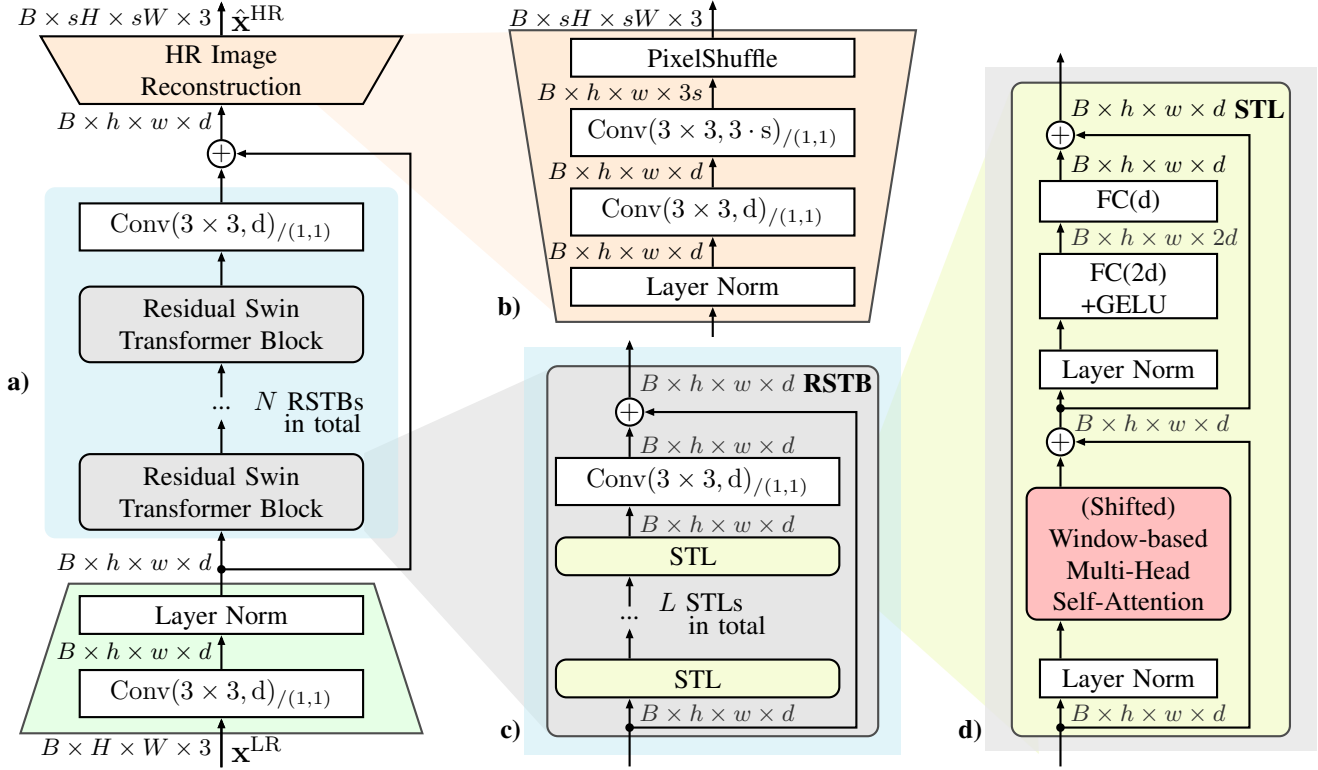 B × sH × sW × 3
x̂^HR
HR Image
Reconstruction
B × h × w × d
+
Conv(3 × 3, d)/(1,1)
Residual Swin
Transformer Block
a)
... N RSTBs
in total
Residual Swin
Transformer Block
B × h × w × d
Layer Norm
B × h × w × d
Conv(3 × 3, d)/(1,1)
B × H × W × 3
x^LR
B × sH × sW × 3
PixelShuffle
B × h × w × 3s
Conv(3 × 3, 3 · s)/(1,1)
B × h × w × d
Conv(3 × 3, d)/(1,1)
B × h × w × d
Layer Norm
b)
B × h × w × d RSTB
+
B × h × w × d
Conv(3 × 3, d)/(1,1)
B × h × w × d
STL
... L STLs
in total
STL
B × h × w × d
c)
B × h × w × d STL
+
B × h × w × d
FC(d)
B × h × w × 2d
FC(2d)
+GELU
Layer Norm
B × h × w × d
+
(Shifted)
Window-based
Multi-Head
Self-Attention
Layer Norm
B × h × w × d
d)